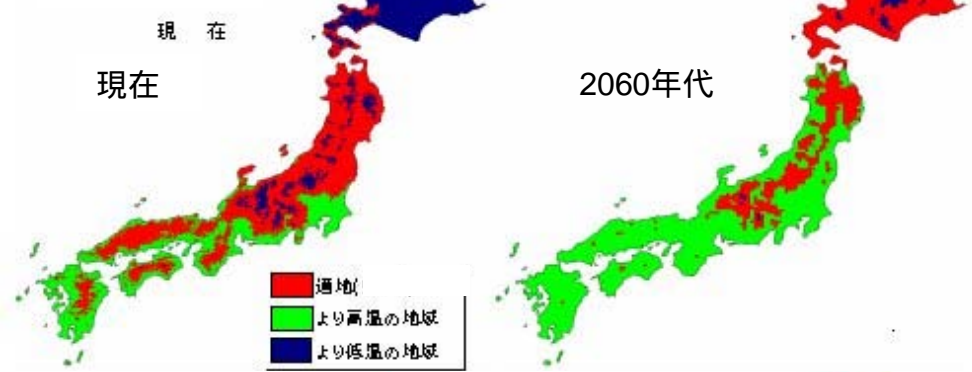 現 在
現在
2060年代
適地(
より高温の地域
より低温の地域